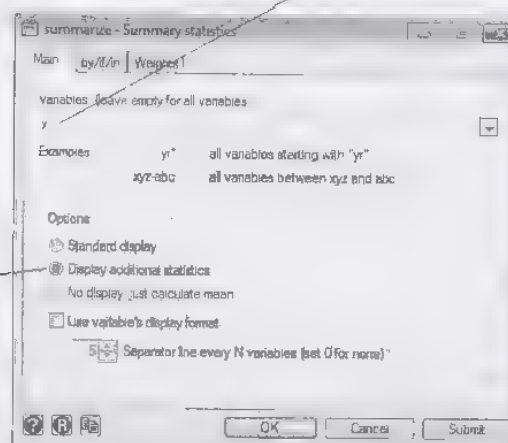 summarize - Summary statistics
Main by/if/in Weights
Variables: (leave empty for all variables)
y
Examples: yr* all variables starting with "yr"
xyz-abc all variables between xyz and abc
Options
Standard display
Display additional statistics
No display; just calculate mean
Use variable's display format
5 Separator line every N variables (set 0 for none)
OK Cancel Submit